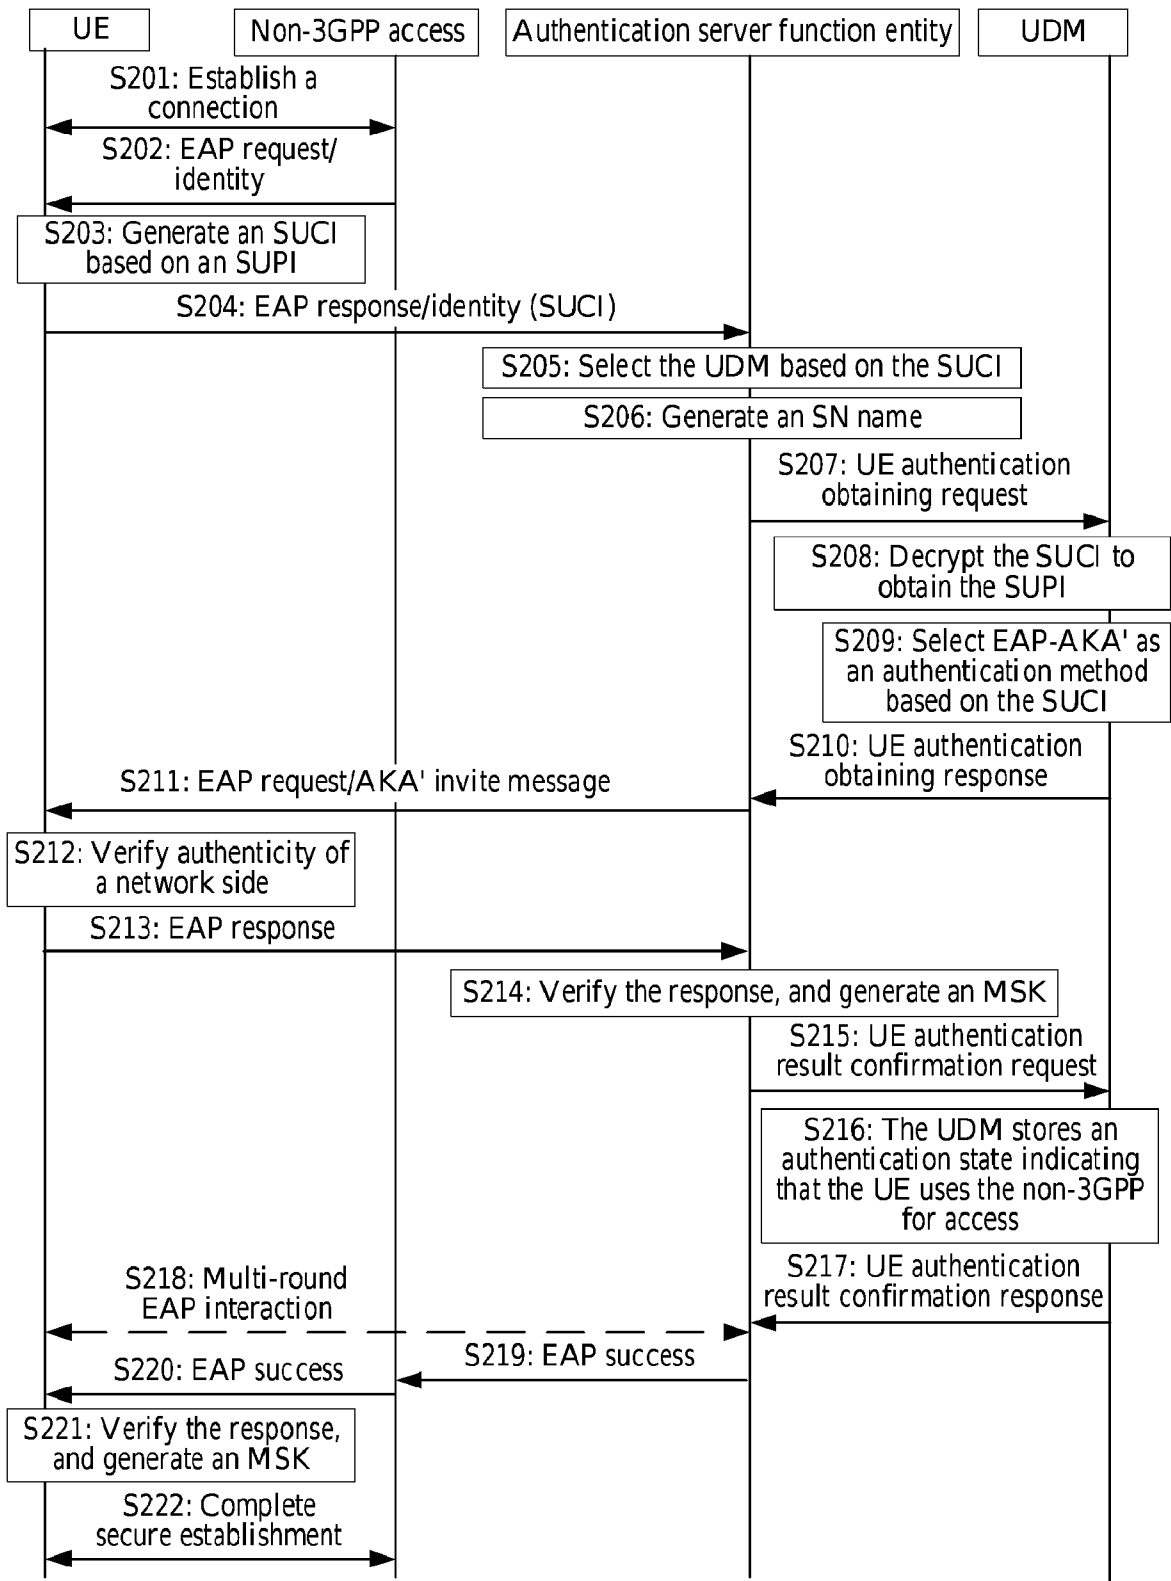 UE
Non-3GPP access
Authentication server function entity
UDM
S201: Establish a
connection
S202: EAP request/
identity
S203: Generate an SUCI
based on an SUPI
S204: EAP response/identity (SUCI)
S205: Select the UDM based on the SUCI
S206: Generate an SN name
S207: UE authentication
obtaining request
S208: Decrypt the SUCI to
obtain the SUPI
S209: Select EAP-AKA' as
an authentication method
based on the SUCI
S210: UE authentication
obtaining response
S211: EAP request/AKA' invite message
S212: Verify authenticity of
a network side
S213: EAP response
S214: Verify the response, and generate an MSK
S215: UE authentication
result confirmation request
S216: The UDM stores an
authentication state indicating
that the UE uses the non-3GPP
for access
S217: UE authentication
result confirmation response
S218: Multi-round
EAP interaction
S219: EAP success
S220: EAP success
S221: Verify the response,
and generate an MSK
S222: Complete
secure establishment